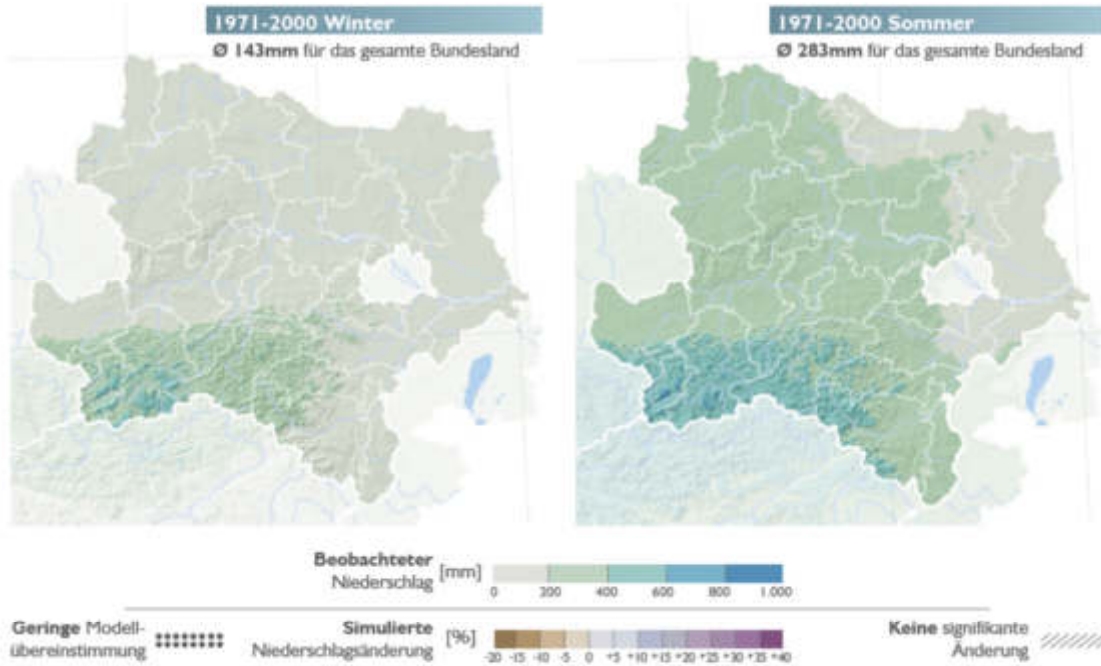 1971-2000 Winter
Ø 143mm für das gesamte Bundesland
1971-2000 Sommer
Ø 283mm für das gesamte Bundesland
Beobachteter
Niederschlag
[mm]
0 200 400 600 800 1.000
Geringe Modell-
übereinstimmung
Simulierte
Niederschlagsänderung
[%]
-20 -15 -10 -5 0 +5 +10 +15 +20 +25 +30 +35 +40
Keine signifikante
Änderung